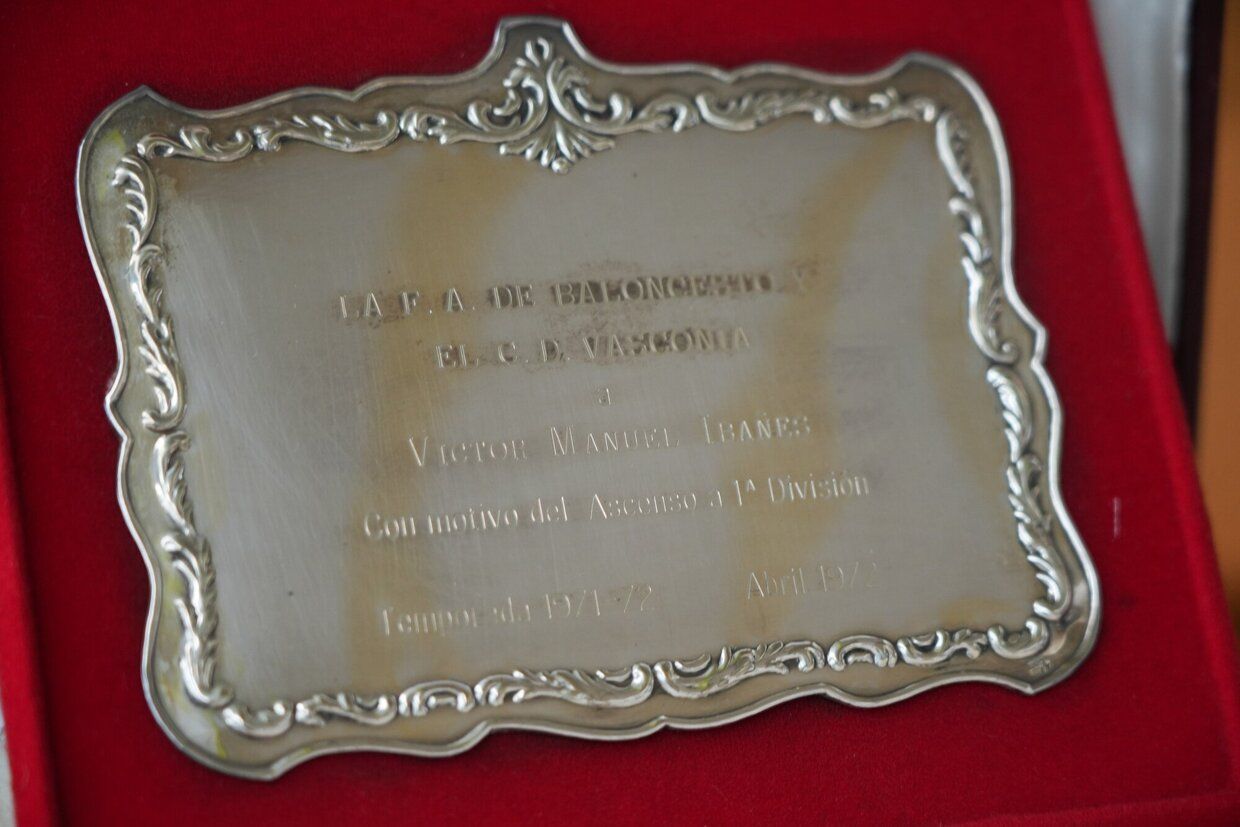 LA F. A. DE BALONCESTO Y
EL C. D. VASCONIA
a
VICTOR MANUEL IBAÑES
Con motivo del Ascenso a 1ª División
Temporada 1971-72 Abril 1972